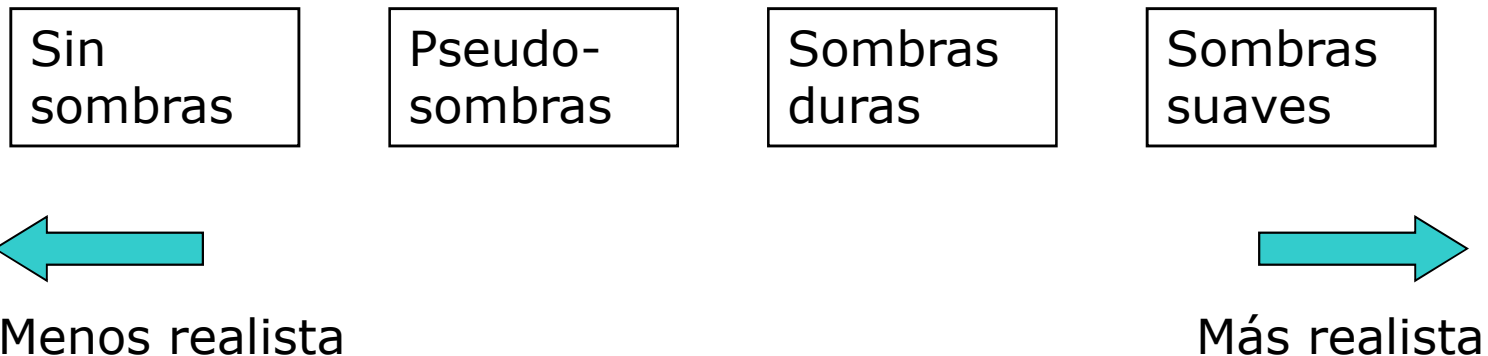 Sin
sombras
Pseudo-
sombras
Sombras
duras
Sombras
suaves
Menos realista
Más realista